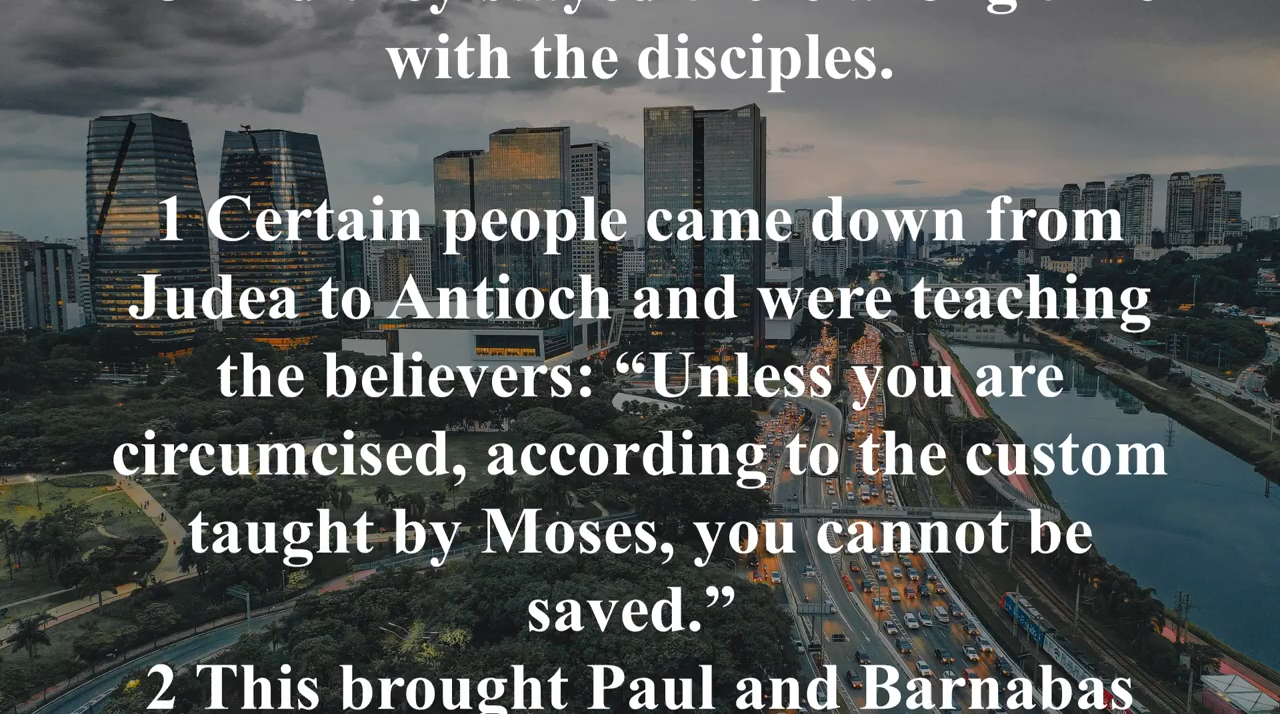 with the disciples.
1 Certain people came down from
Judea to Antioch and were teaching
the believers: “Unless you are
circumcised, according to the custom
taught by Moses, you cannot be
saved.”
2 This brought Paul and Barnabas